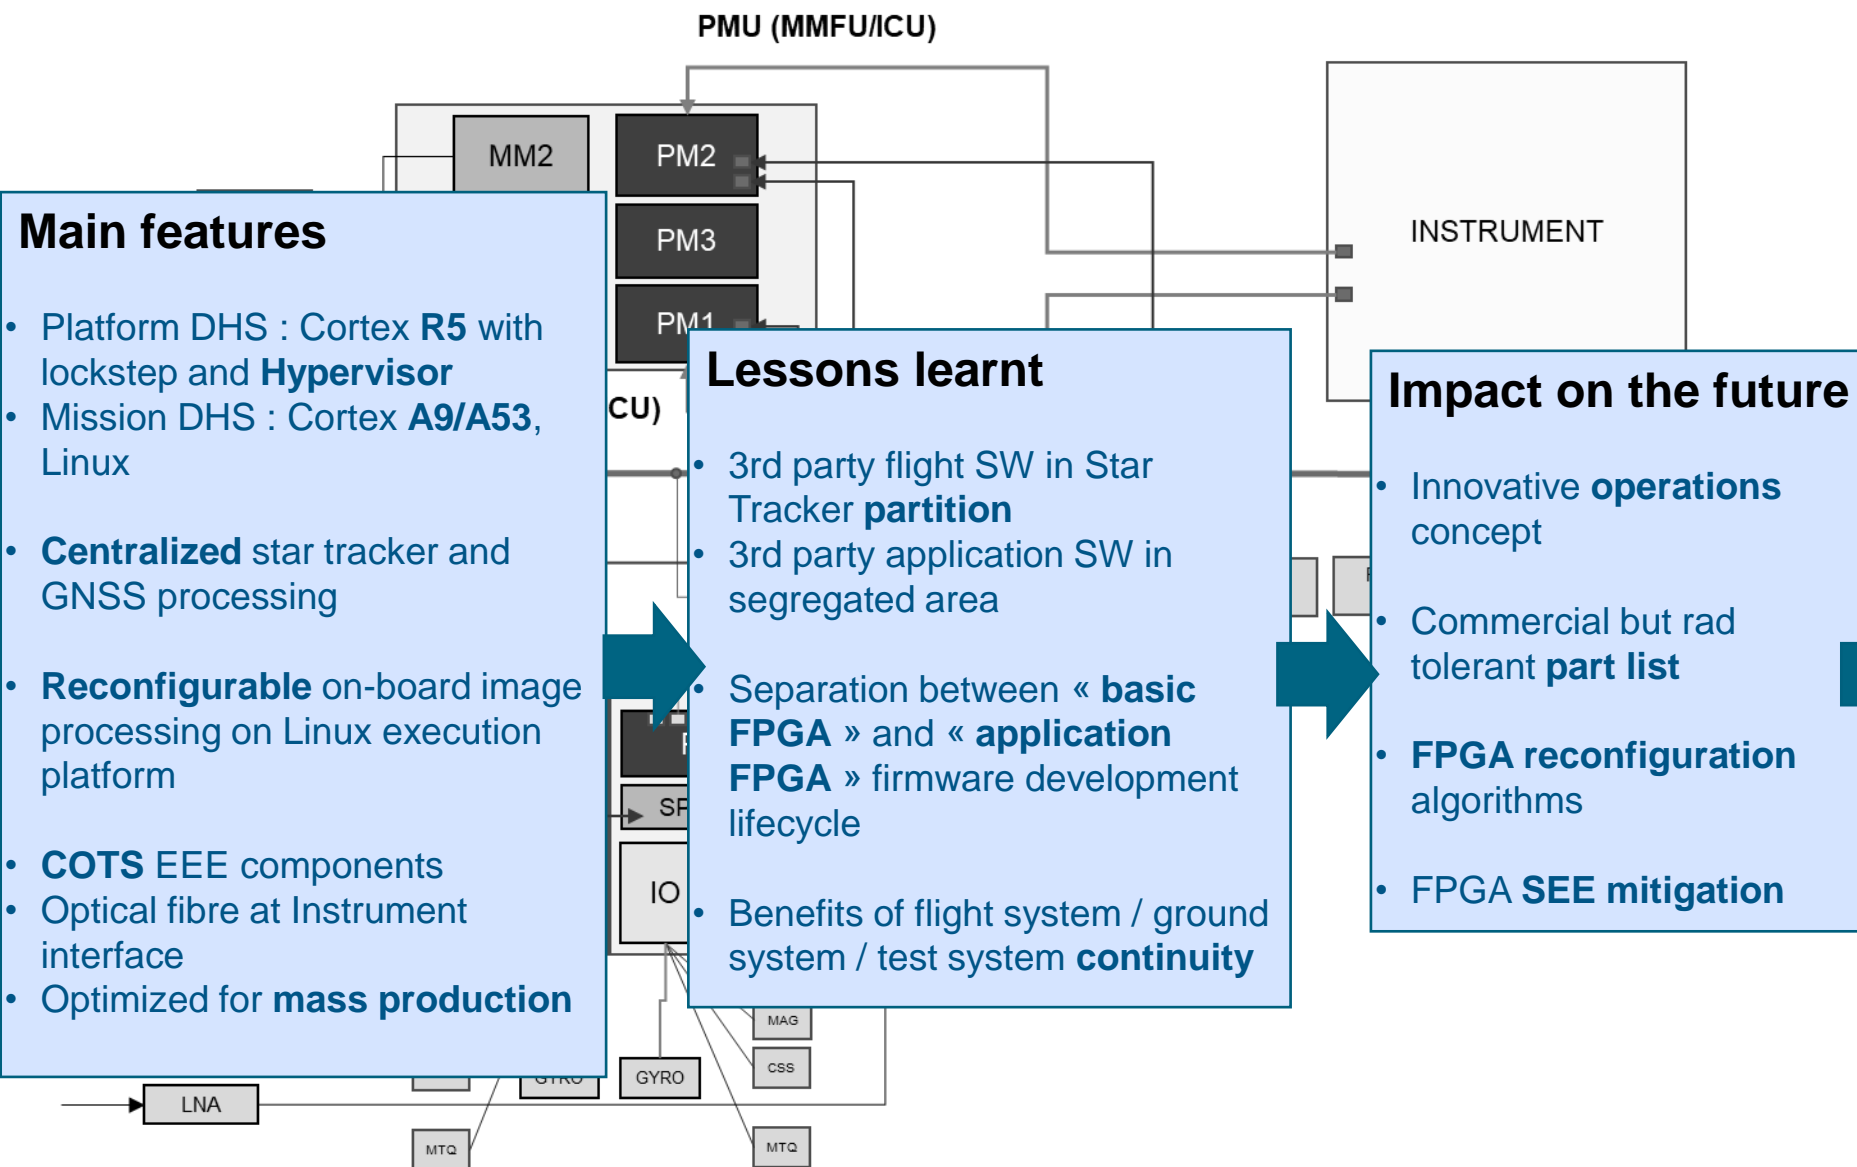 PMU (MMFU/ICU)
MM2
PM2
PM3
PM1
INSTRUMENT
Main features
• Platform DHS : Cortex R5 with
lockstep and Hypervisor
• Mission DHS : Cortex A9/A53,
Linux
• Centralized star tracker and
GNSS processing
• Reconfigurable on-board image
processing on Linux execution
platform
• COTS EEE components
• Optical fibre at Instrument
interface
• Optimized for mass production
CU)
Lessons learnt
• 3rd party flight SW in Star
Tracker partition
• 3rd party application SW in
segregated area
• Separation between « basic
FPGA » and « application
FPGA » firmware development
lifecycle
• Benefits of flight system / ground
system / test system continuity
Impact on the future
• Innovative operations
concept
• Commercial but rad
tolerant part list
• FPGA reconfiguration
algorithms
• FPGA SEE mitigation
IO
MAG
CSS
GYRO
GYRO
LNA
MTQ
MTQ